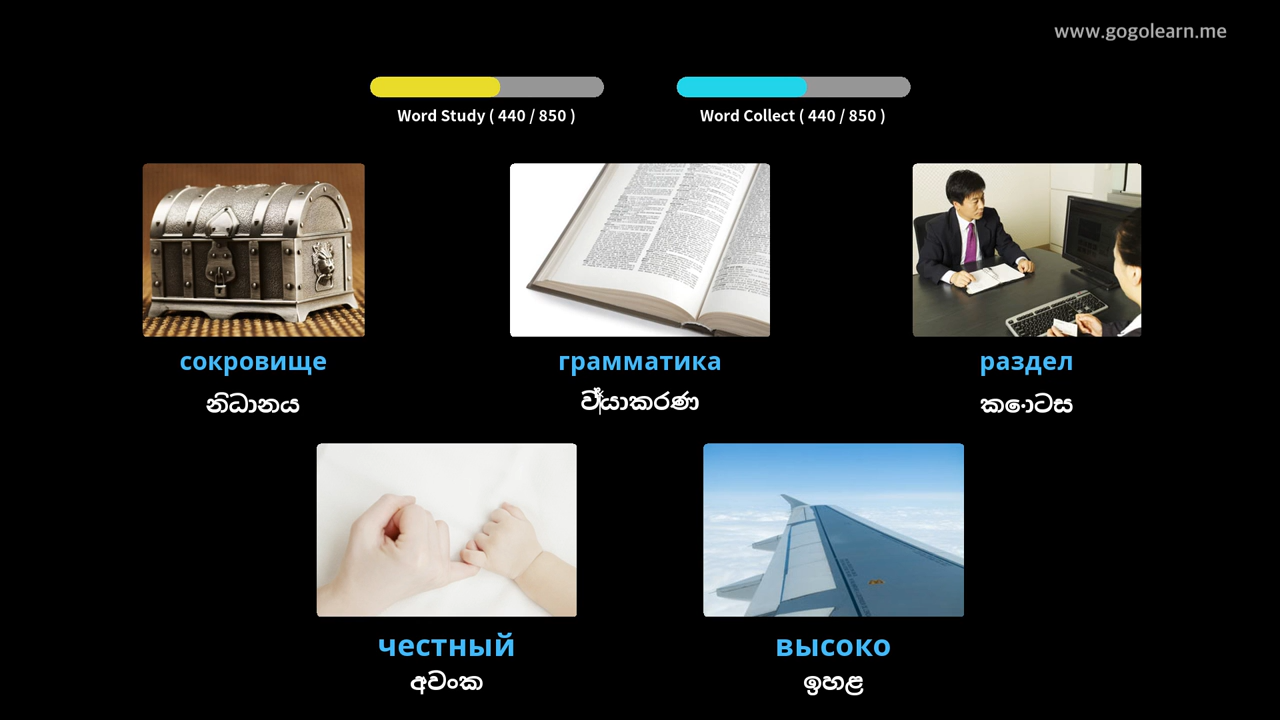 www.gogolearn.me
Word Study ( 440 / 850 )
Word Collect ( 440 / 850 )
сокровище
грамматика
раздел
නිධානය
ව්‍යාකරණ
කොටස
честный
высоко
අවංක
ඉහළ